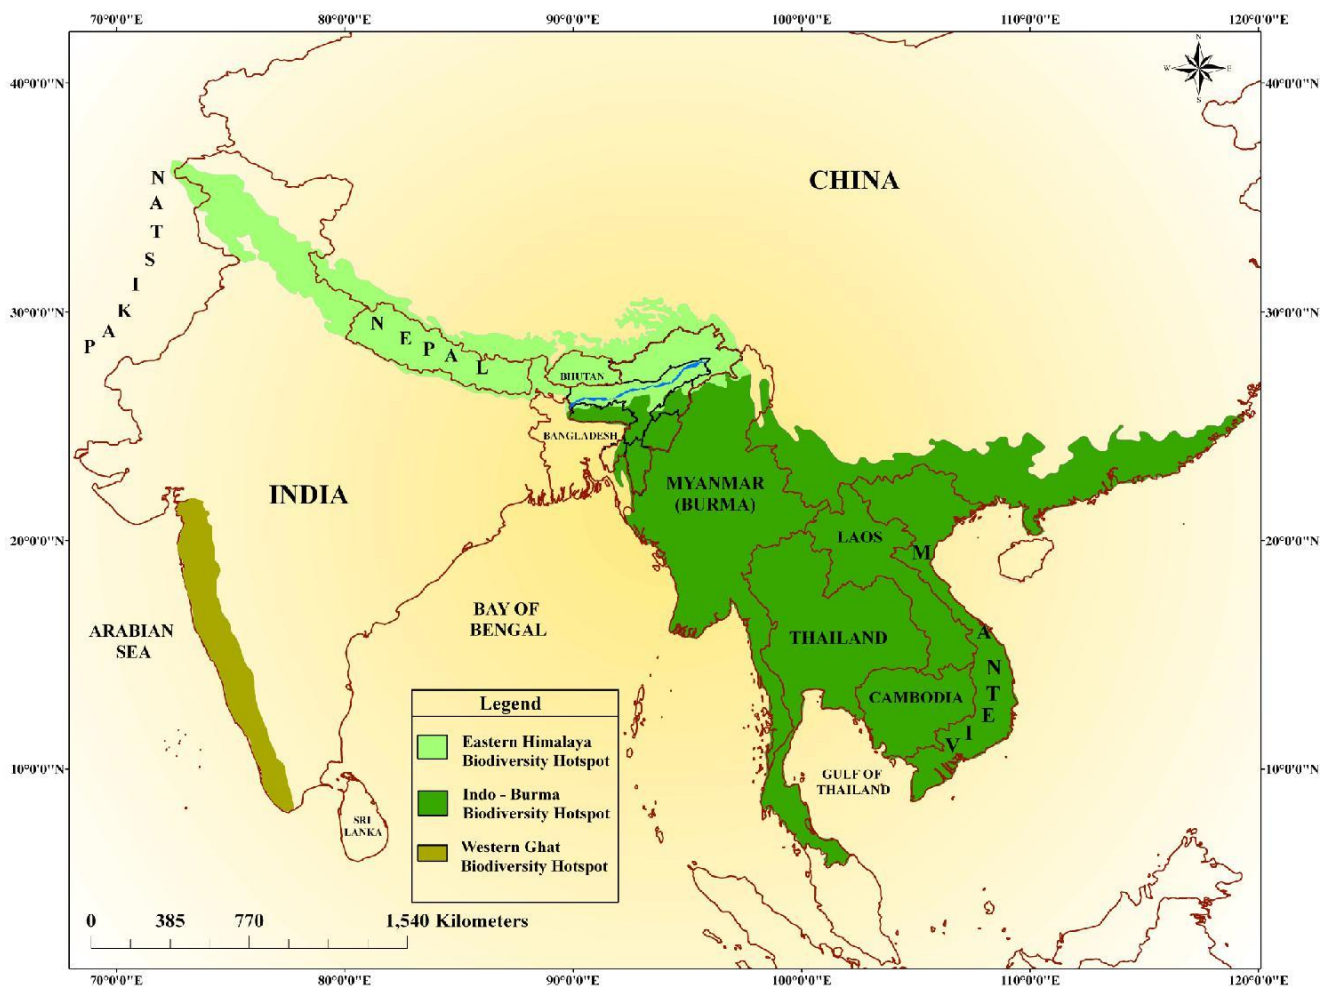 70°0'0"E 80°0'0"E 90°0'0"E 100°0'0"E 110°0'0"E 120°0'0"E
N
W E
S
40°0'0"N 40°0'0"N
CHINA
PAKISTAN
30°0'0"N 30°0'0"N
NEPAL
BHUTAN
BANGLADESH
INDIA
MYANMAR
(BURMA)
LAOS
20°0'0"N 20°0'0"N
VIETNAM
ARABIAN
SEA
BAY OF
BENGAL
THAILAND
CAMBODIA
GULF OF
THAILAND
10°0'0"N 10°0'0"N
SRI
LANKA
Legend
Eastern Himalaya
Biodiversity Hotspot
Indo - Burma
Biodiversity Hotspot
Western Ghat
Biodiversity Hotspot
0 385 770 1,540 Kilometers
70°0'0"E 80°0'0"E 90°0'0"E 100°0'0"E 110°0'0"E 120°0'0"E